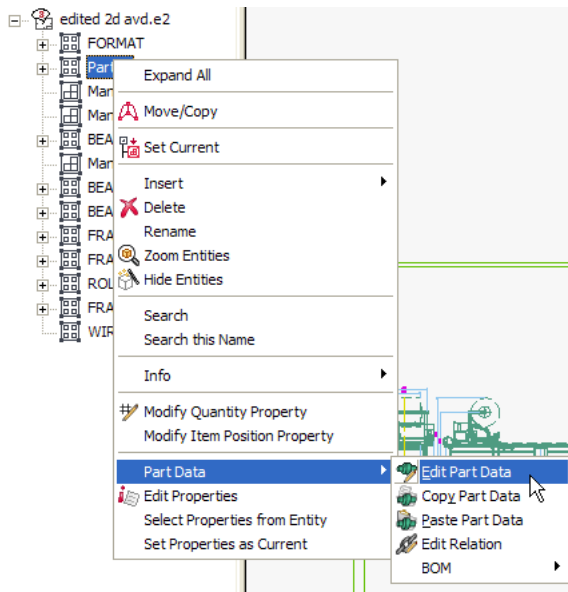 edited 2d avd.e2
FORMAT
Part
Expand All
Man
Man
Move/Copy
BEA
Set Current
Man
BEA
Insert
BEA
Delete
FRA
Rename
FRA
Zoom Entities
ROL
Hide Entities
FRA
Search
WIR
Search this Name
Info
Modify Quantity Property
Modify Item Position Property
Part Data
Edit Part Data
Edit Properties
Copy Part Data
Select Properties from Entity
Paste Part Data
Set Properties as Current
Edit Relation
BOM